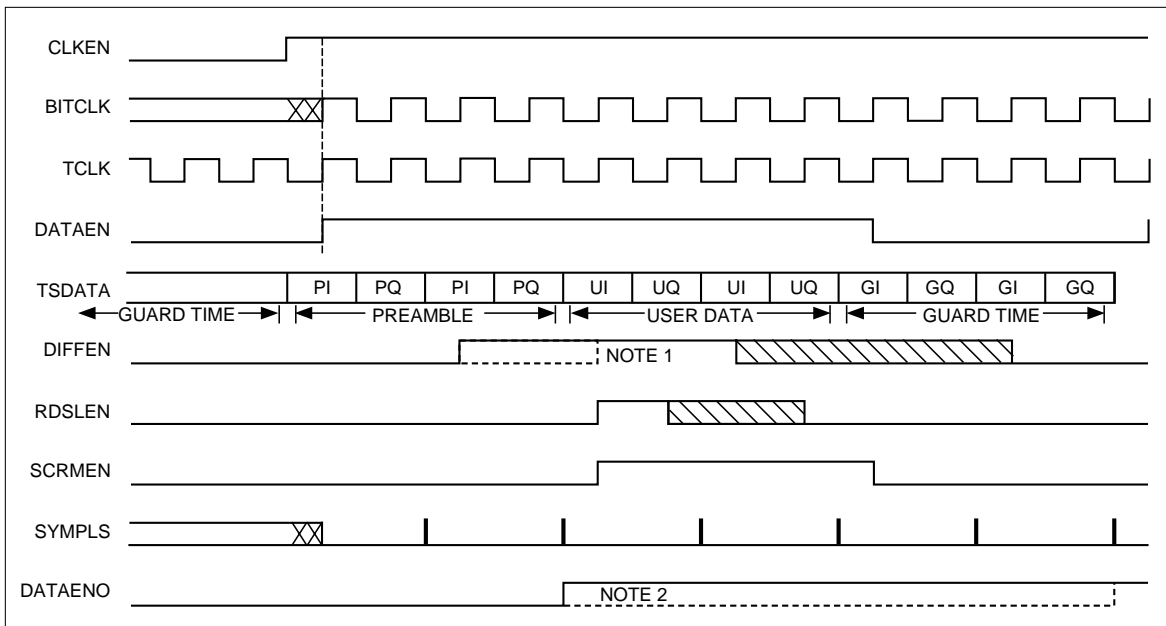 CLKEN
BITCLK
TCLK
DATAEN
TSDATA PI PQ PI PQ UI UQ UI UQ GI GQ GI GQ
GUARD TIME PREAMBLE USER DATA GUARD TIME
DIFFEN NOTE 1
RDSLEN
SCRMEN
SYMPLS
DATAENO NOTE 2